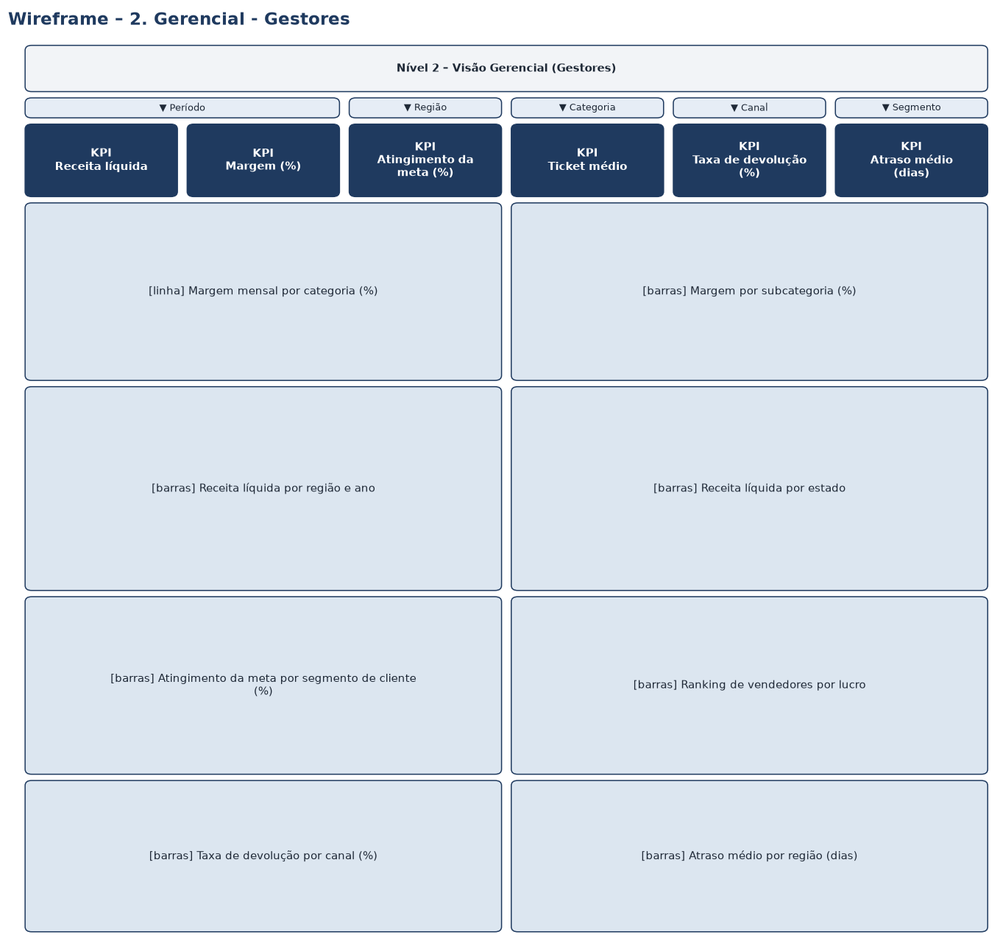 Wireframe – 2. Gerencial - Gestores
Nível 2 – Visão Gerencial (Gestores)
▼ Período
▼ Região
▼ Categoria
▼ Canal
▼ Segmento
KPI
Receita líquida
KPI
Margem (%)
KPI
Atingimento da
meta (%)
KPI
Ticket médio
KPI
Taxa de devolução
(%)
KPI
Atraso médio
(dias)
[linha] Margem mensal por categoria (%)
[barras] Margem por subcategoria (%)
[barras] Receita líquida por região e ano
[barras] Receita líquida por estado
[barras] Atingimento da meta por segmento de cliente
(%)
[barras] Ranking de vendedores por lucro
[barras] Taxa de devolução por canal (%)
[barras] Atraso médio por região (dias)